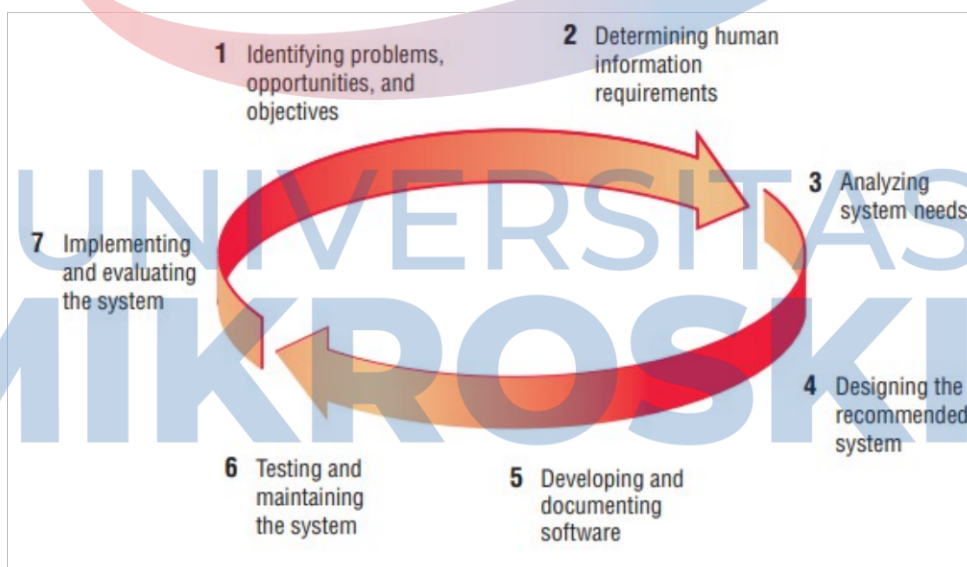 1 Identifying problems,
opportunities, and
objectives
2 Determining human
information
requirements
3 Analyzing
system needs
4 Designing the
recommended
system
5 Developing and
documenting
software
6 Testing and
maintaining
the system
7 Implementing
and evaluating
the system
UNIVERSITAS
MIKROSKI